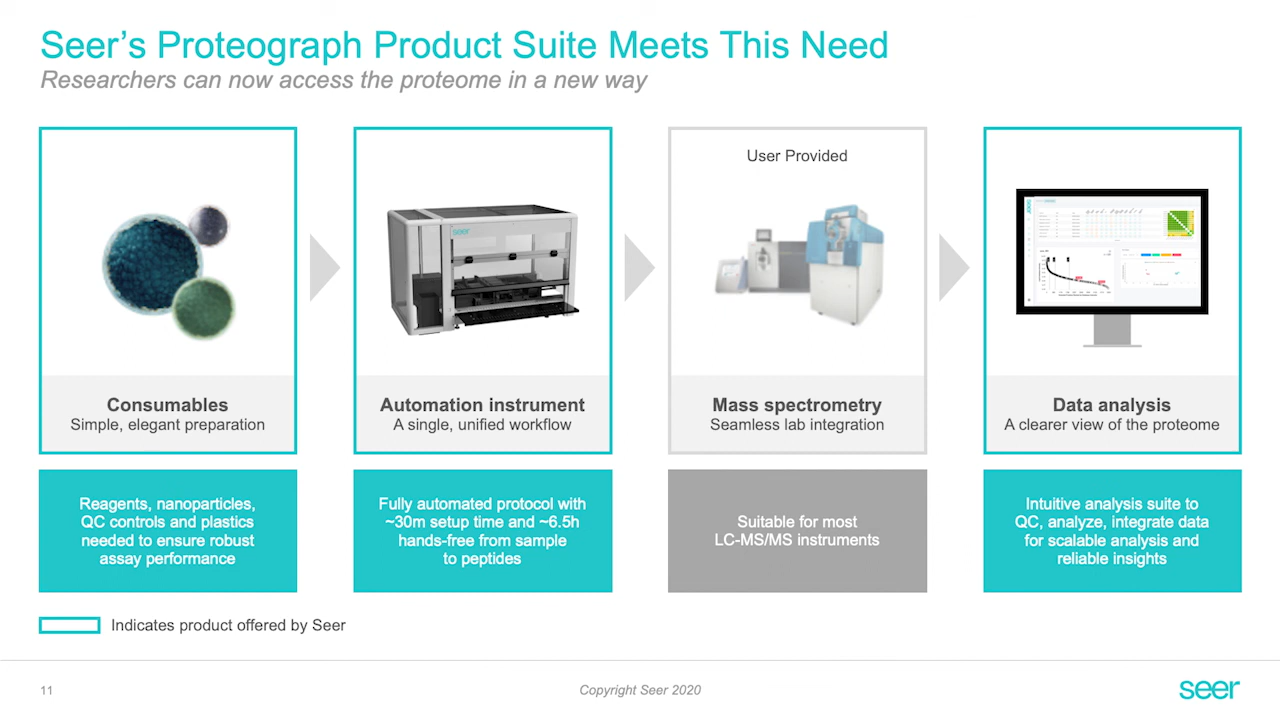 Seer’s Proteograph Product Suite Meets This Need
Researchers can now access the proteome in a new way
Consumables
Simple, elegant preparation
Reagents, nanoparticles,
QC controls and plastics
needed to ensure robust
assay performance
seer
Automation instrument
A single, unified workflow
Fully automated protocol with
~30m setup time and ~6.5h
hands-free from sample
to peptides
User Provided
Mass spectrometry
Seamless lab integration
Suitable for most
LC-MS/MS instruments
seer
Data analysis
A clearer view of the proteome
Intuitive analysis suite to
QC, analyze, integrate data
for scalable analysis and
reliable insights
Indicates product offered by Seer
11
Copyright Seer 2020
seer